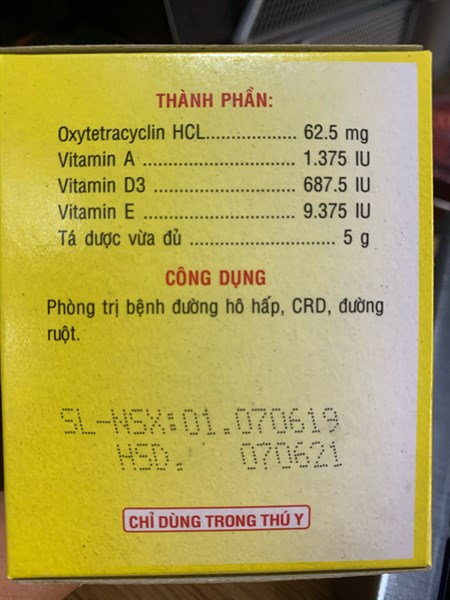 THÀNH PHẦN:
Oxytetracyclin HCL................. 62.5 mg
Vitamin A ............................ 1.375 IU
Vitamin D3 ........................... 687.5 IU
Vitamin E ............................ 9.375 IU
Tá dược vừa đủ ........................... 5 g
CÔNG DỤNG
Phòng trị bệnh đường hô hấp, CRD, đường
ruột.
SL-NSX:01.070619
HSD. 070621
CHỈ DÙNG TRONG THÚ Y